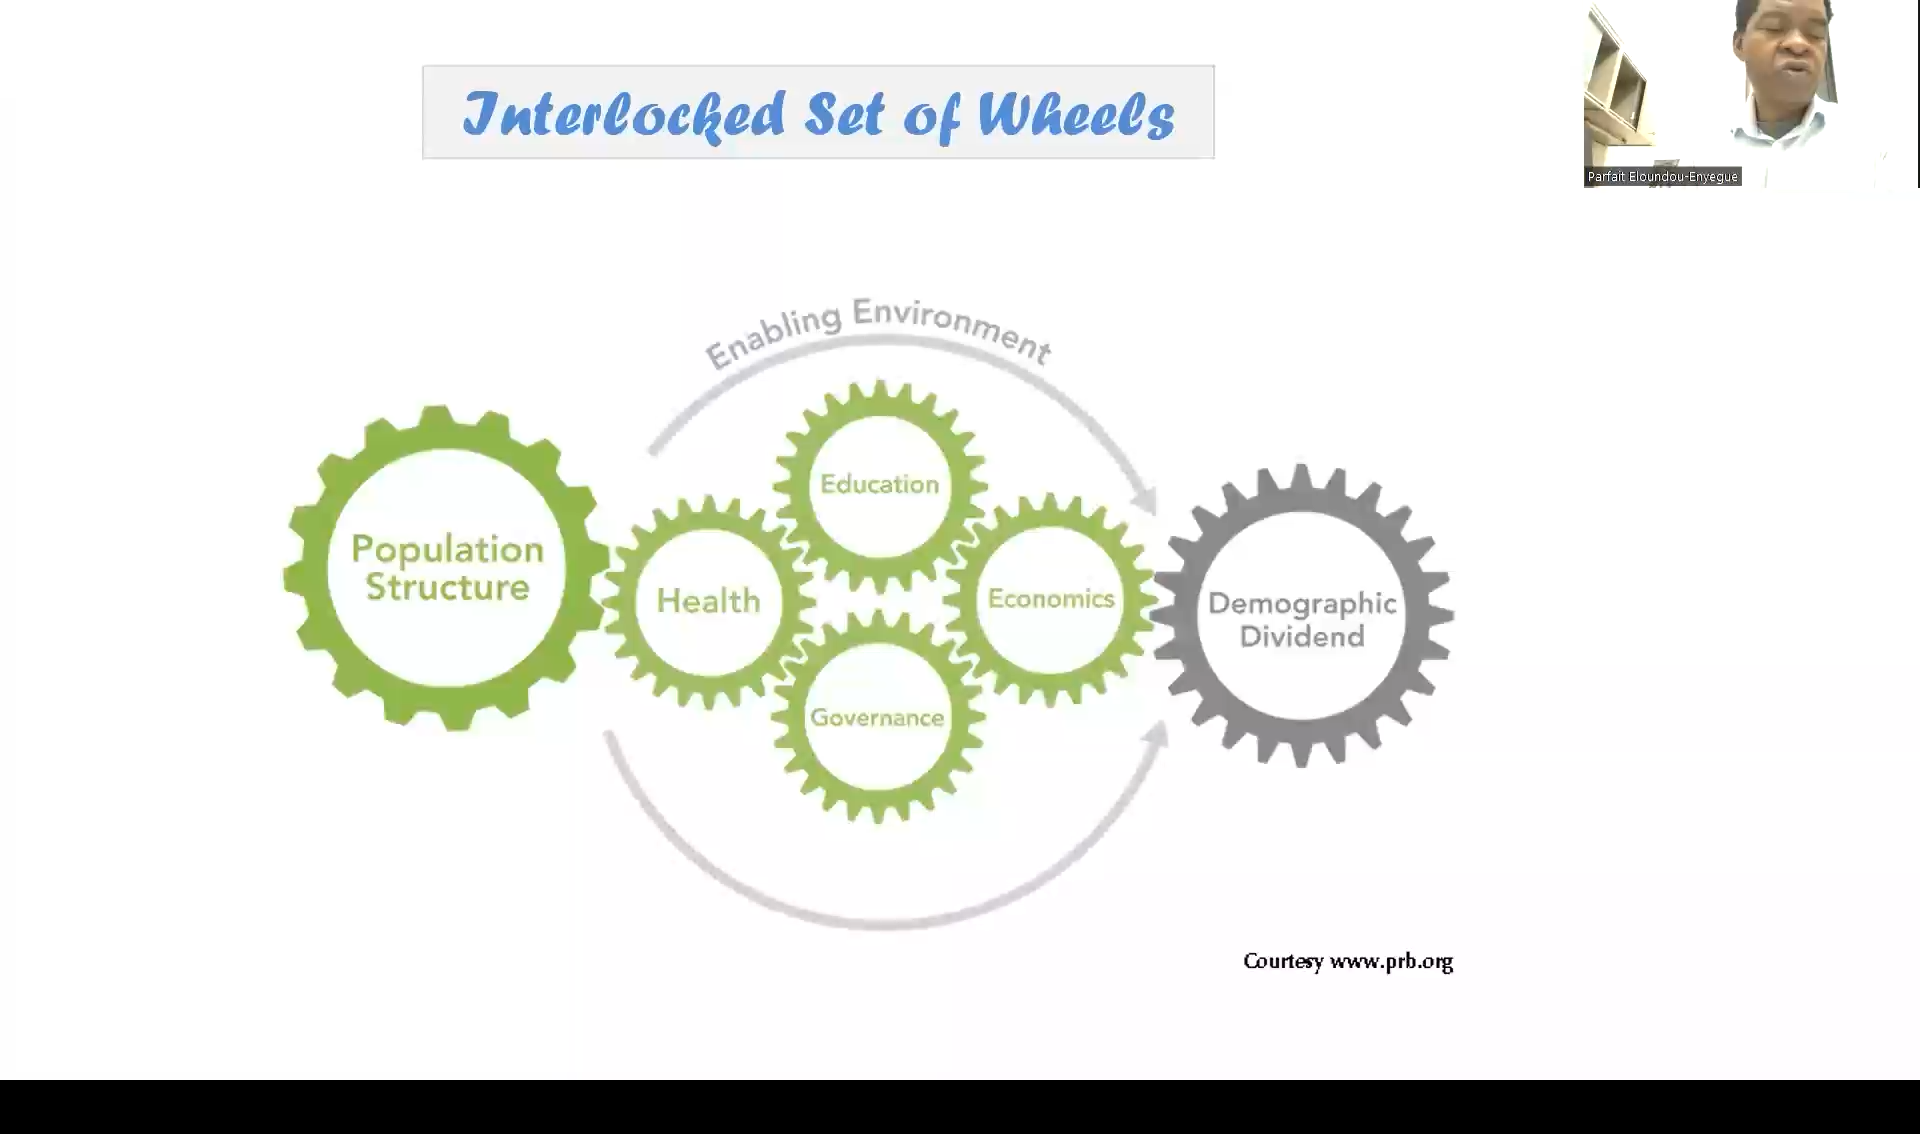 Interlocked Set of Wheels
Parfait Eloundou-Enyegue
Enabling Environment
Education
Population
Structure
Health
Economics
Demographic
Dividend
Governance
Courtesy www.prb.org